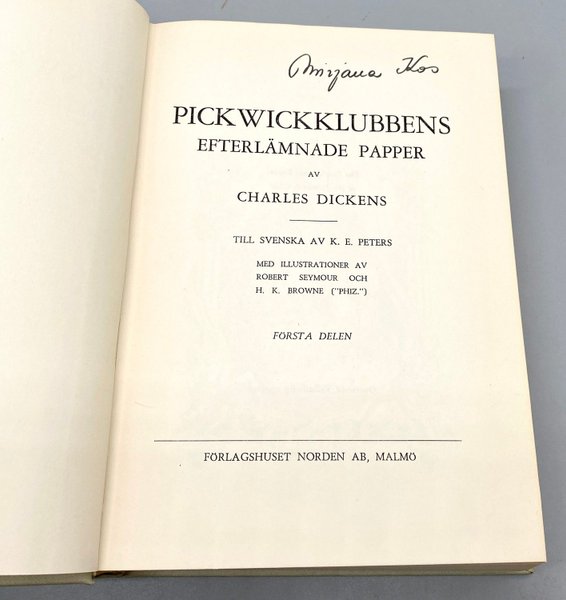 Mirjana Kos
PICKWICKKLUBBENS
EFTERLÄMNADE PAPPER
AV
CHARLES DICKENS
TILL SVENSKA AV K. E. PETERS
MED ILLUSTRATIONER AV
ROBERT SEYMOUR OCH
H. K. BROWNE ("PHIZ.")
FÖRSTA DELEN
FÖRLAGSHUSET NORDEN AB, MALMÖ